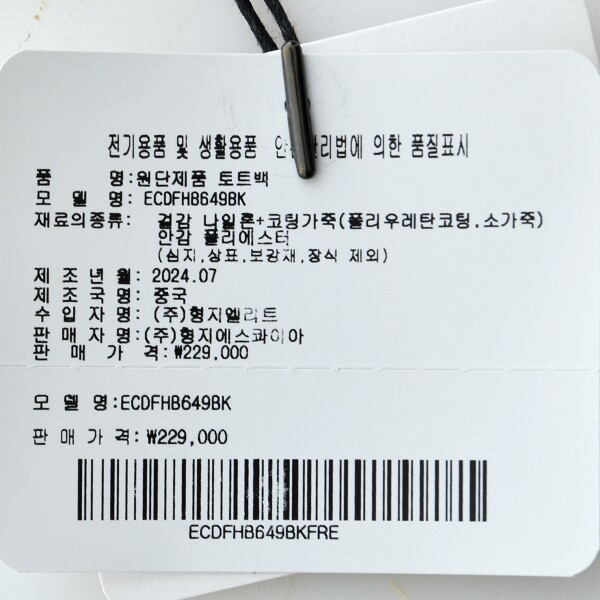 전기용품 및 생활용품 안전관리법에 의한 품질표시
품 명:원단제품 토트백
모 델 명: ECDFHB649BK
재료의종류: 겉감 나일론+코팅가죽(폴리우레탄코팅.소가죽)
안감 폴리에스터
(심지,상표,보강재,장식 제외)
제 조 년 월: 2024.07
제 조 국 명: 중국
수 입 자 명: (주)형지엘리트
판 매 자 명:(주)형지에스콰이아
판 매 가 격:₩229,000
모 델 명:ECDFHB649BK
판 매 가 격: ₩229,000
ECDFHB649BKFRE